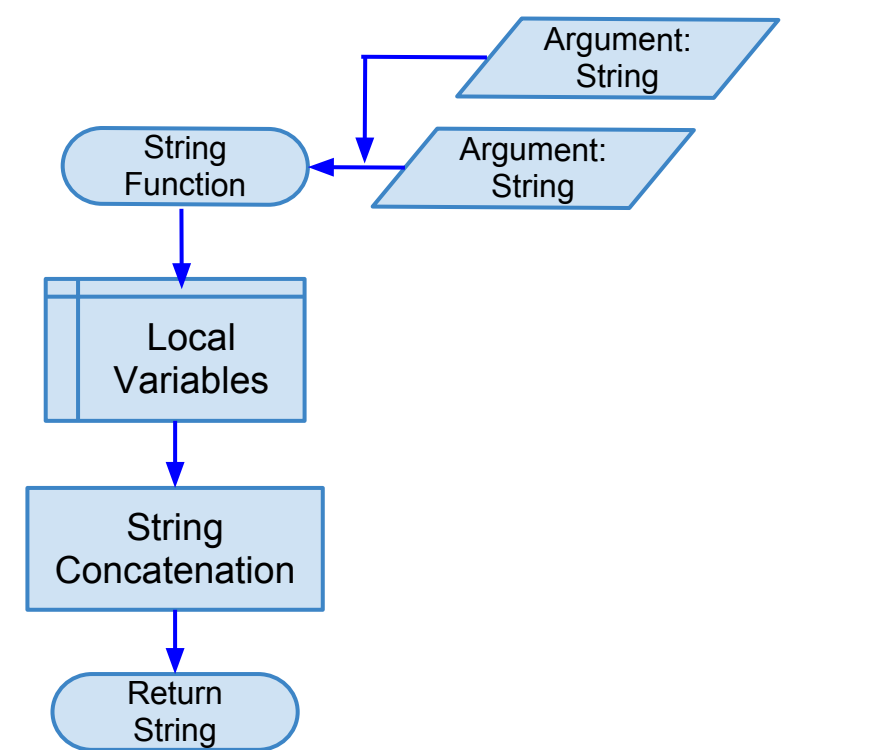 Argument:
String
String
Function
Argument:
String
Local
Variables
String
Concatenation
Return
String